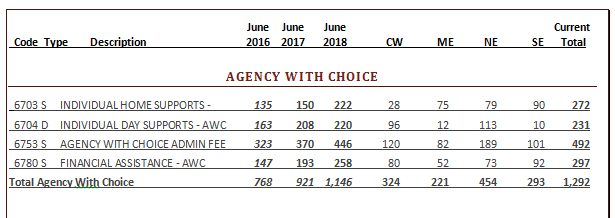 June June June Current
Code Type Description 2016 2017 2018 CW ME NE SE Total
AGENCY WITH CHOICE
6703 S INDIVIDUAL HOME SUPPORTS - 135 150 222 28 75 79 90 272
6704 D INDIVIDUAL DAY SUPPORTS - AWC 163 208 220 96 12 113 10 231
6753 S AGENCY WITH CHOICE ADMIN FEE 323 370 446 120 82 189 101 492
6780 S FINANCIAL ASSISTANCE - AWC 147 193 258 80 52 73 92 297
Total Agency With Choice 768 921 1,146 324 221 454 293 1,292